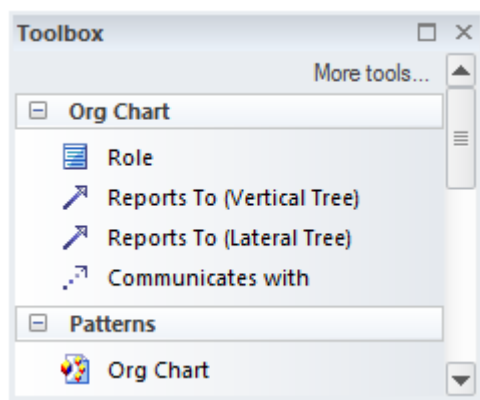 Toolbox
More tools...
Org Chart
Role
Reports To (Vertical Tree)
Reports To (Lateral Tree)
Communicates with
Patterns
Org Chart